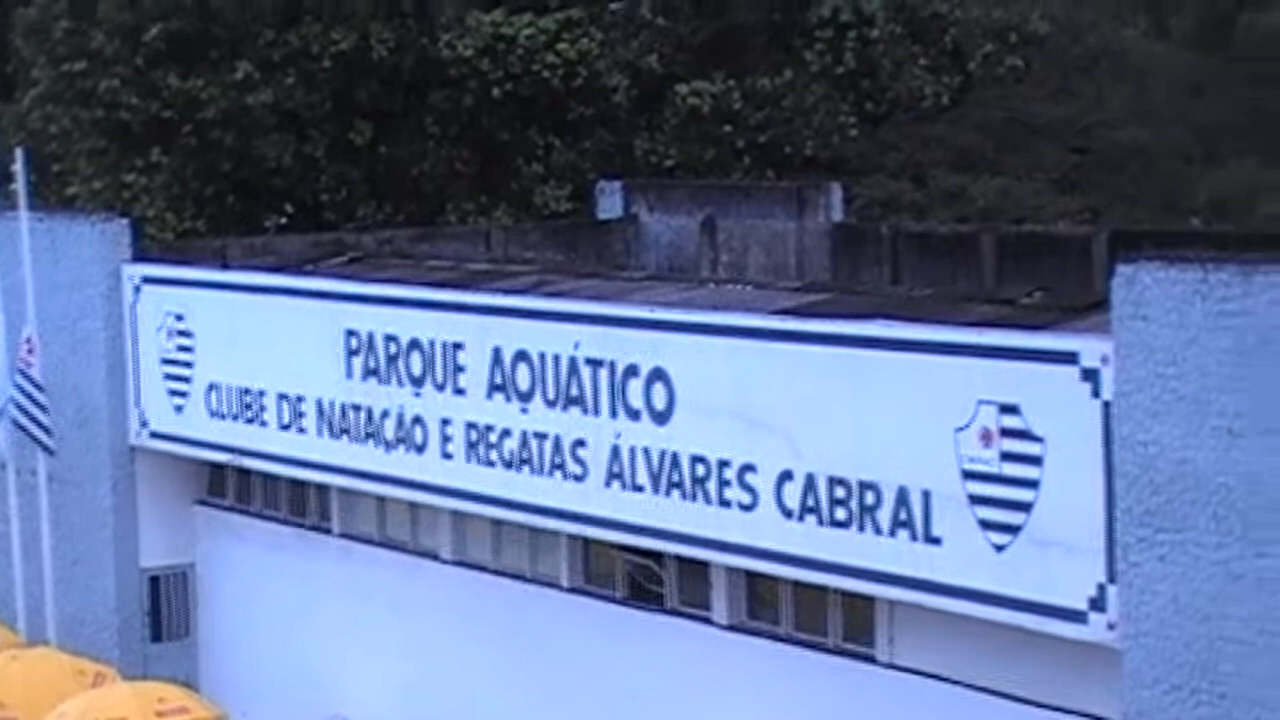 PARQUE AQUÁTICO
CLUBE DE NATAÇÃO E REGATAS ÁLVARES CABRAL